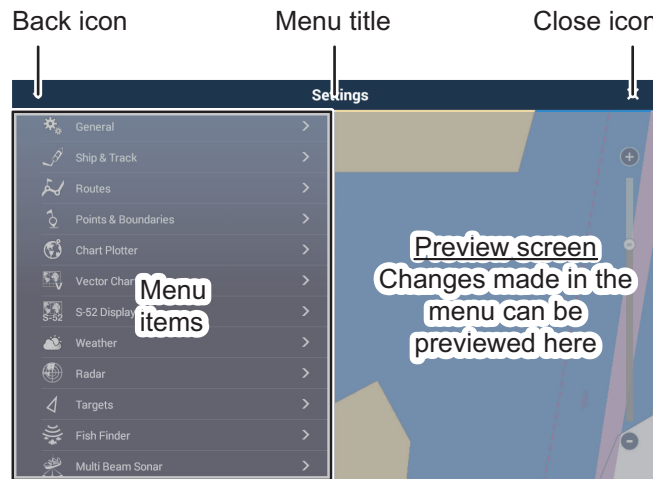 Back icon
Menu title
Close icon
Settings
General
Ship & Track
Routes
Points & Boundaries
Chart Plotter
Vector Char
S-52 S-52 Display
Weather
Radar
Targets
Fish Finder
Multi Beam Sonar
Menu
items
Preview screen
Changes made in the
menu can be
previewed here